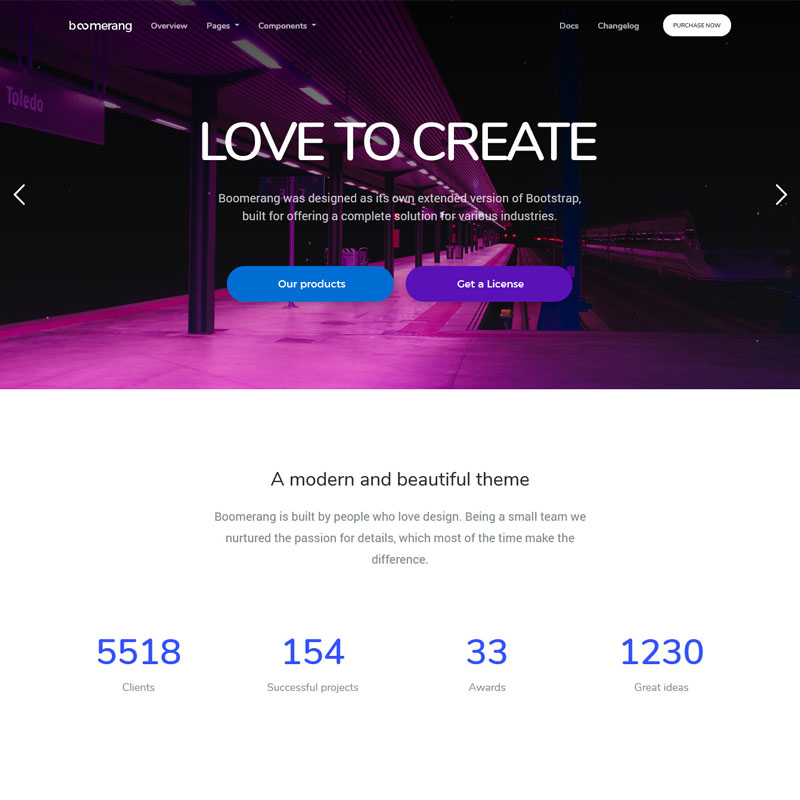 boomerang Overview Pages Components Docs Changelog PURCHASE NOW
Toledo
LOVE TO CREATE
Boomerang was designed as its own extended version of Bootstrap,
built for offering a complete solution for various industries.
Our products Get a License
A modern and beautiful theme
Boomerang is built by people who love design. Being a small team we
nurtured the passion for details, which most of the time make the
difference.
5518 154 33 1230
Clients Successful projects Awards Great ideas